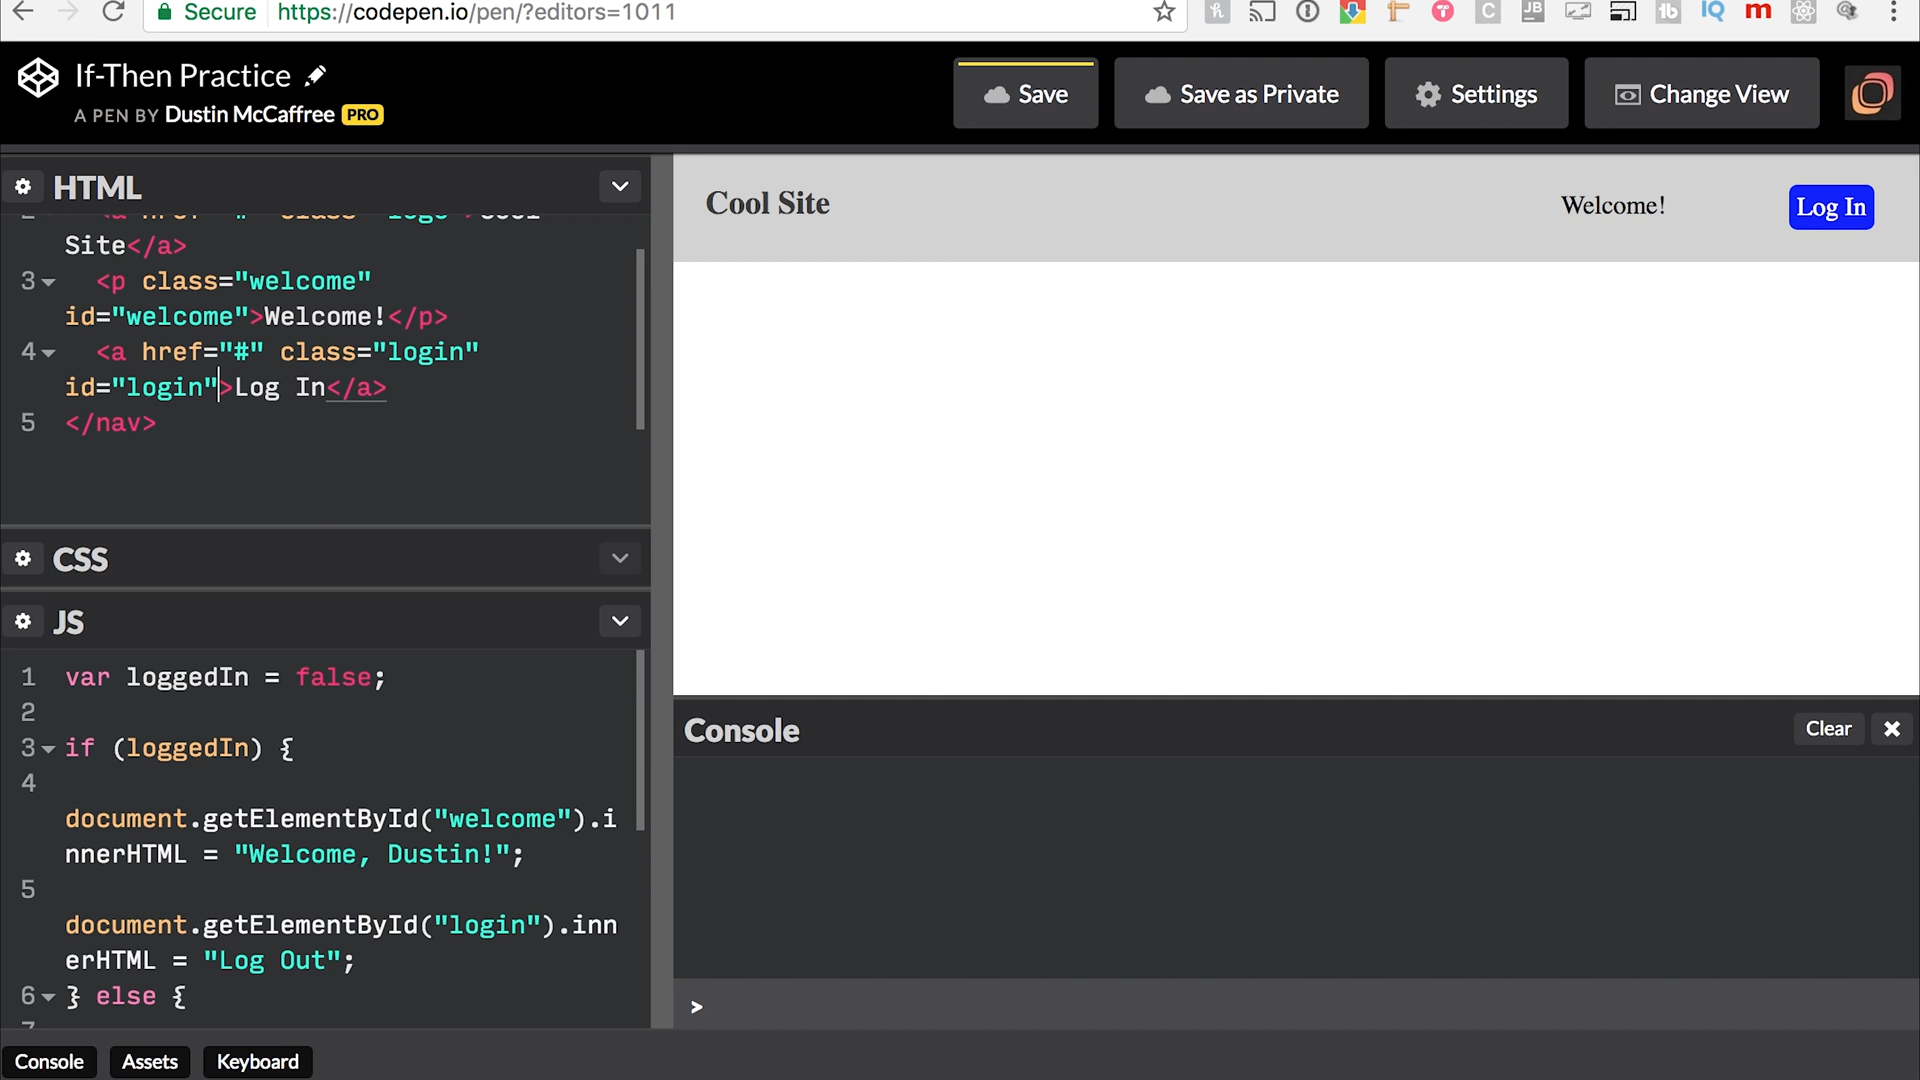 Secure https://codepen.io/pen/?editors=1011
If-Then Practice
A PEN BY Dustin McCaffree PRO
Save
Save as Private
Settings
Change View
HTML
Site</a>
3 <p class="welcome"
id="welcome">Welcome!</p>
4 <a href="#" class="login"
id="login">Log In</a>
5 </nav>
CSS
JS
1 var loggedIn = false;
2
3 if (loggedIn) {
4
document.getElementById("welcome").i
nnerHTML = "Welcome, Dustin!";
5
document.getElementById("login").inn
erHTML = "Log Out";
6 } else {
Cool Site
Welcome!
Log In
Console
Clear
>
Console
Assets
Keyboard